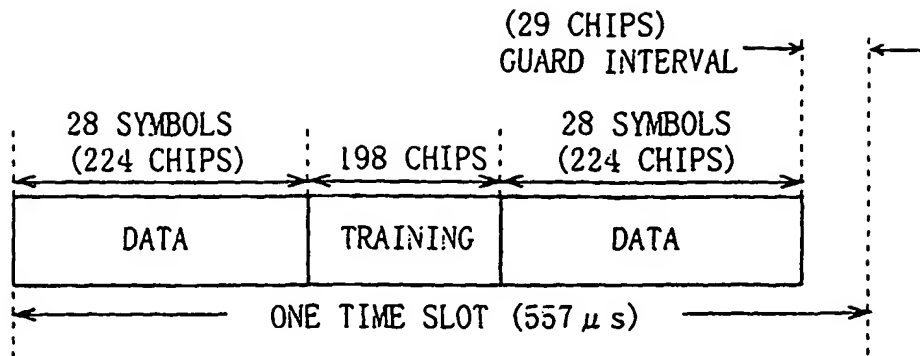 (29 CHIPS)
GUARD INTERVAL
28 SYMBOLS
(224 CHIPS)
198 CHIPS
28 SYMBOLS
(224 CHIPS)
DATA
TRAINING
DATA
ONE TIME SLOT (557μs)